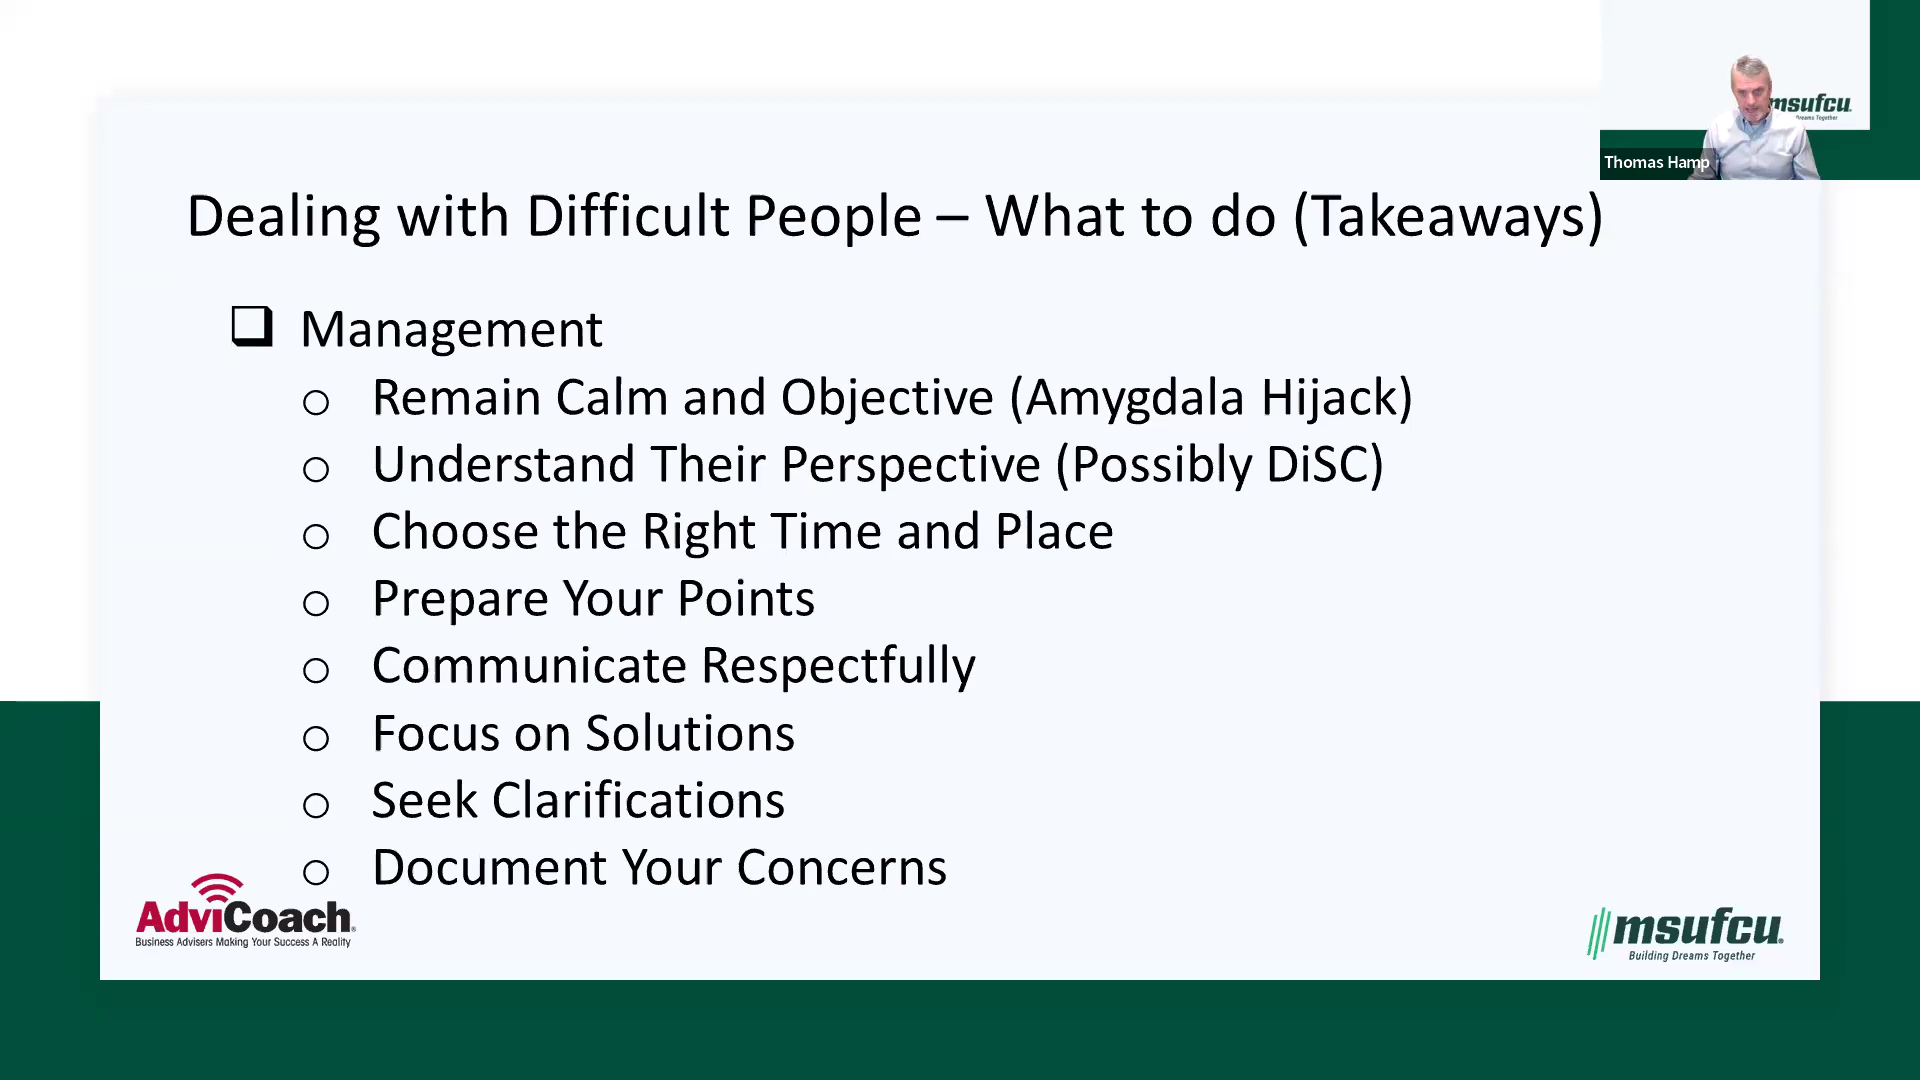 msufcu
Dreams Together
Thomas Hamp
Dealing with Difficult People – What to do (Takeaways)
Management
o Remain Calm and Objective (Amygdala Hijack)
o Understand Their Perspective (Possibly DiSC)
o Choose the Right Time and Place
o Prepare Your Points
o Communicate Respectfully
o Focus on Solutions
o Seek Clarifications
o Document Your Concerns
AdviCoach®
Business Advisers Making Your Success A Reality
msufcu®
Building Dreams Together